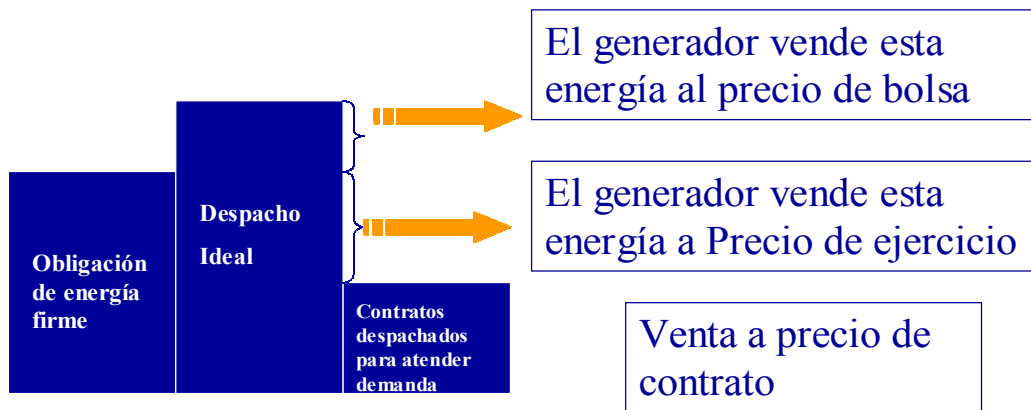 El generador vende esta
energía al precio de bolsa
El generador vende esta
energía a Precio de ejercicio
Despacho
Ideal
Obligación
de energía
firme
Contratos
despachados
para atender
demanda
Venta a precio de
contrato